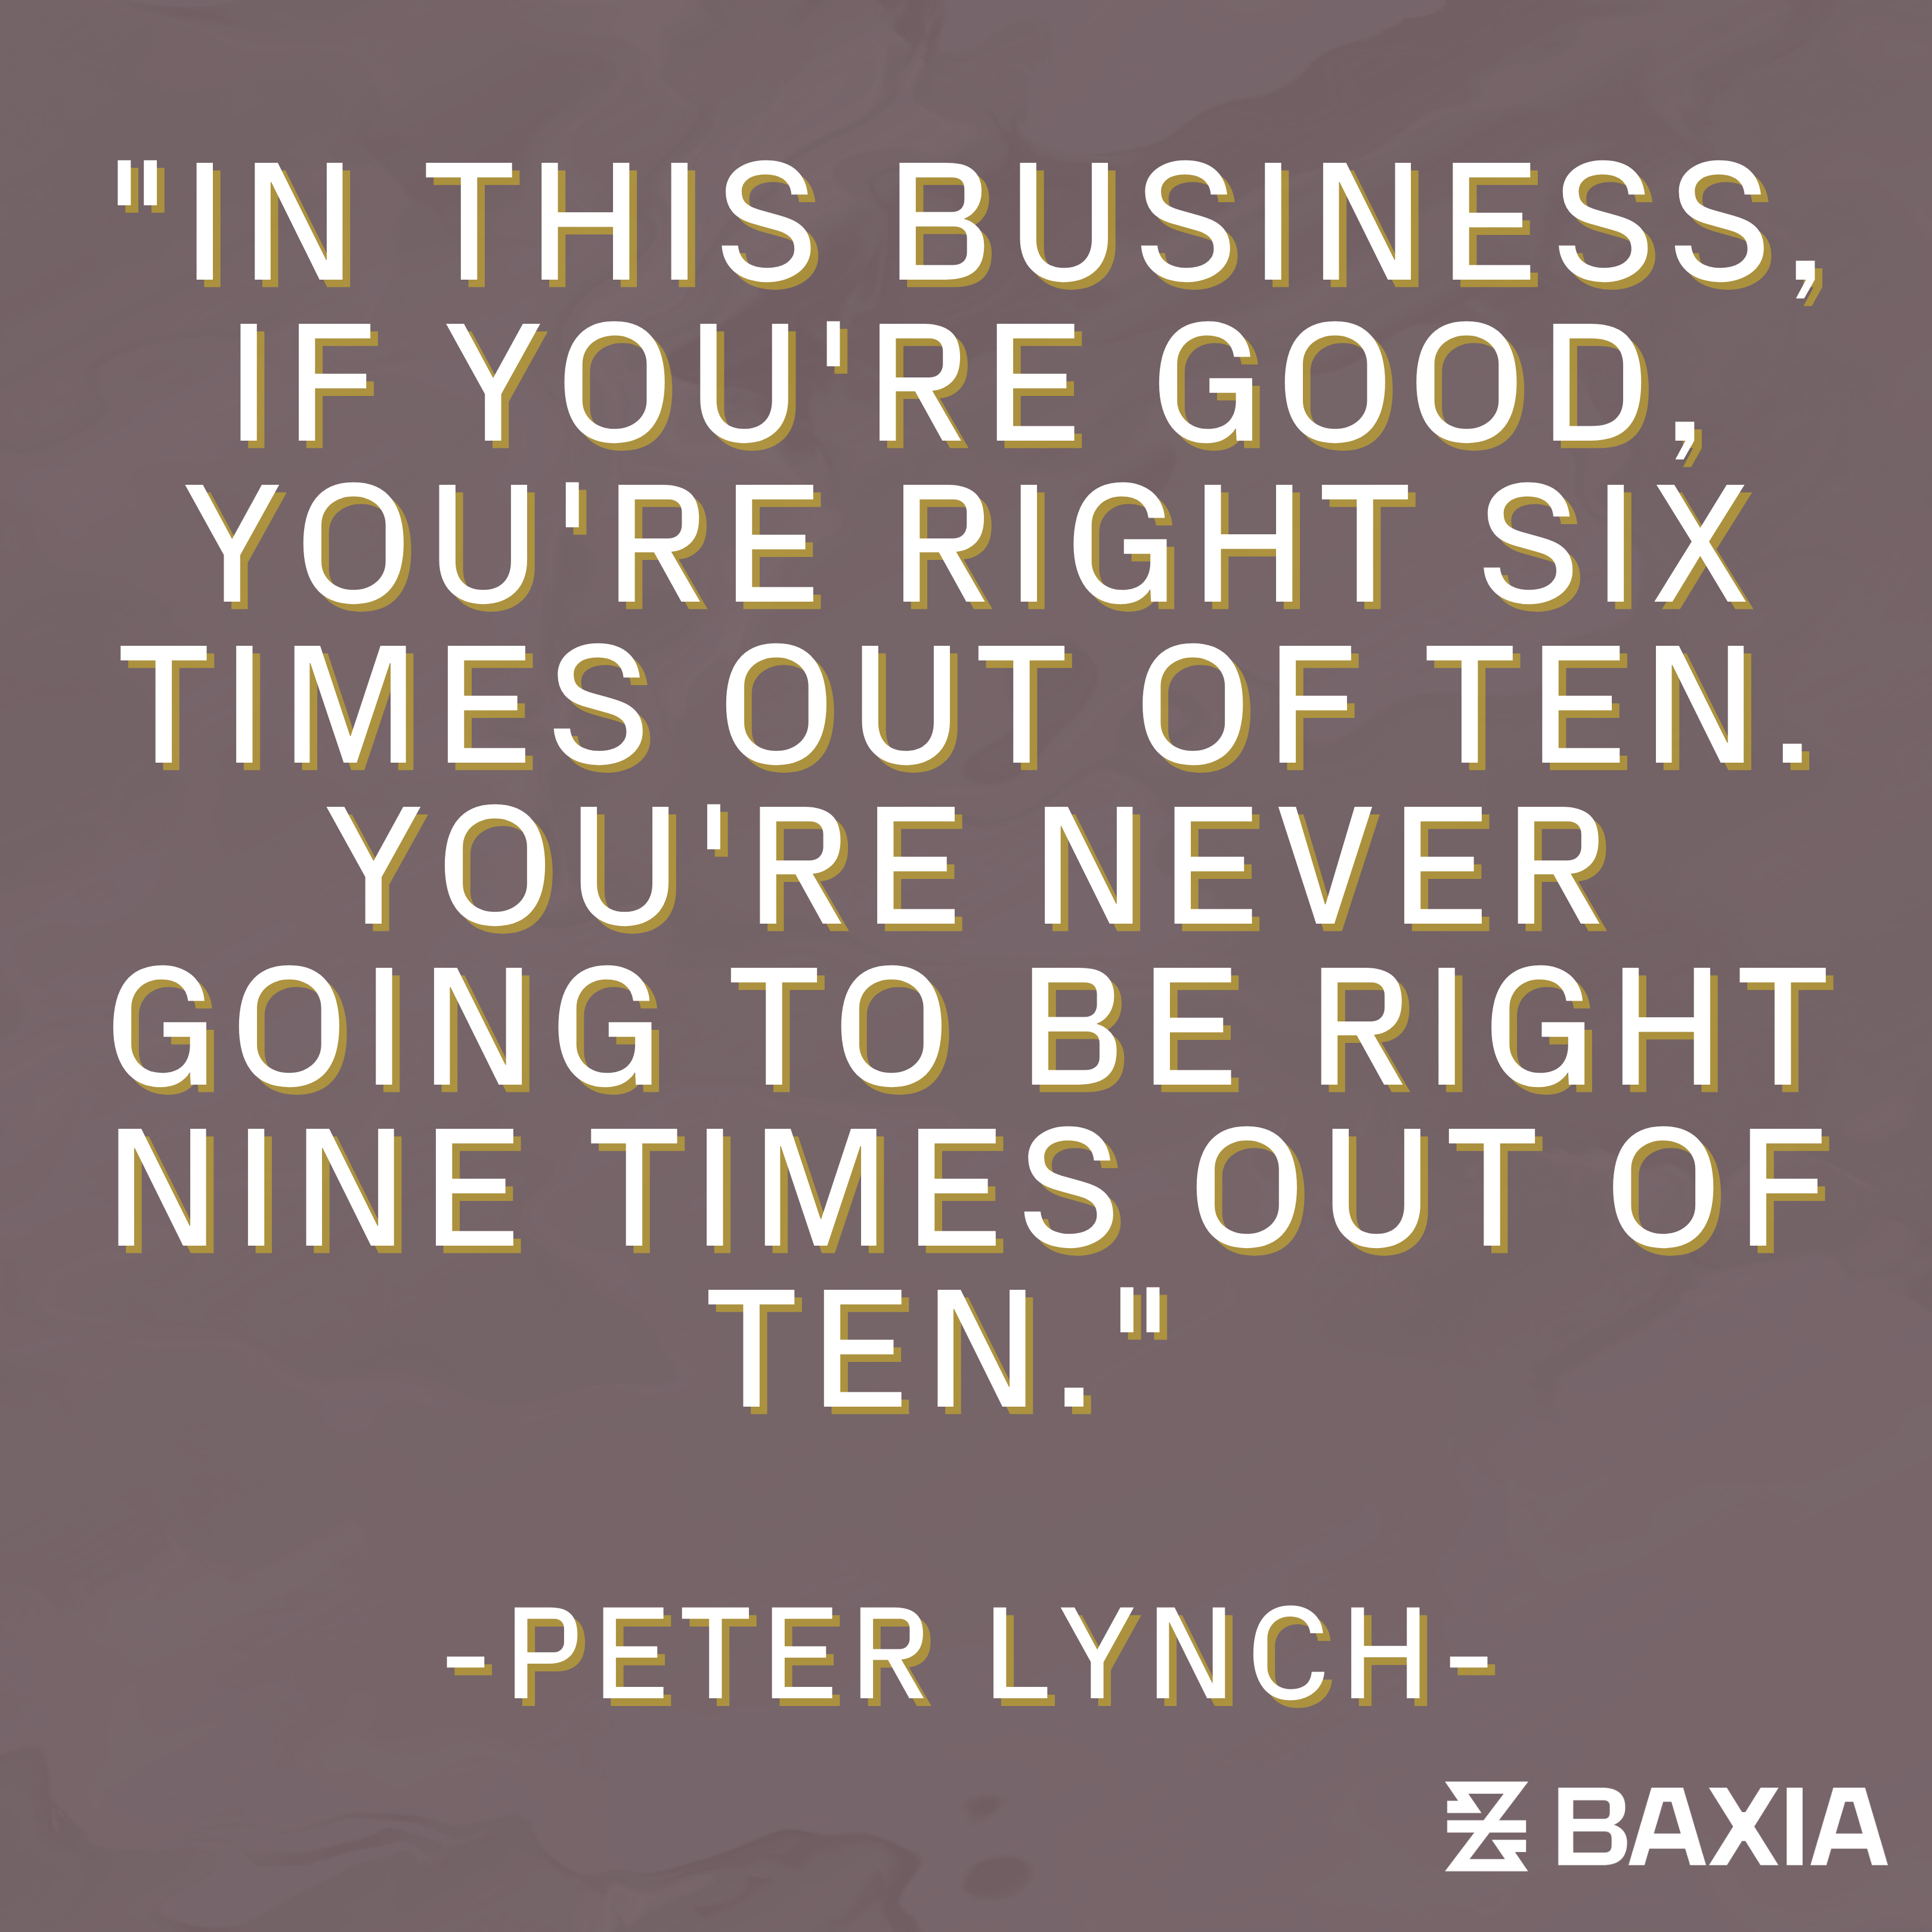 "IN THIS BUSINESS,
IF YOU'RE GOOD,
YOU'RE RIGHT SIX
TIMES OUT OF TEN.
YOU'RE NEVER
GOING TO BE RIGHT
NINE TIMES OUT OF
TEN."
-PETER LYNCH-
BAXIA